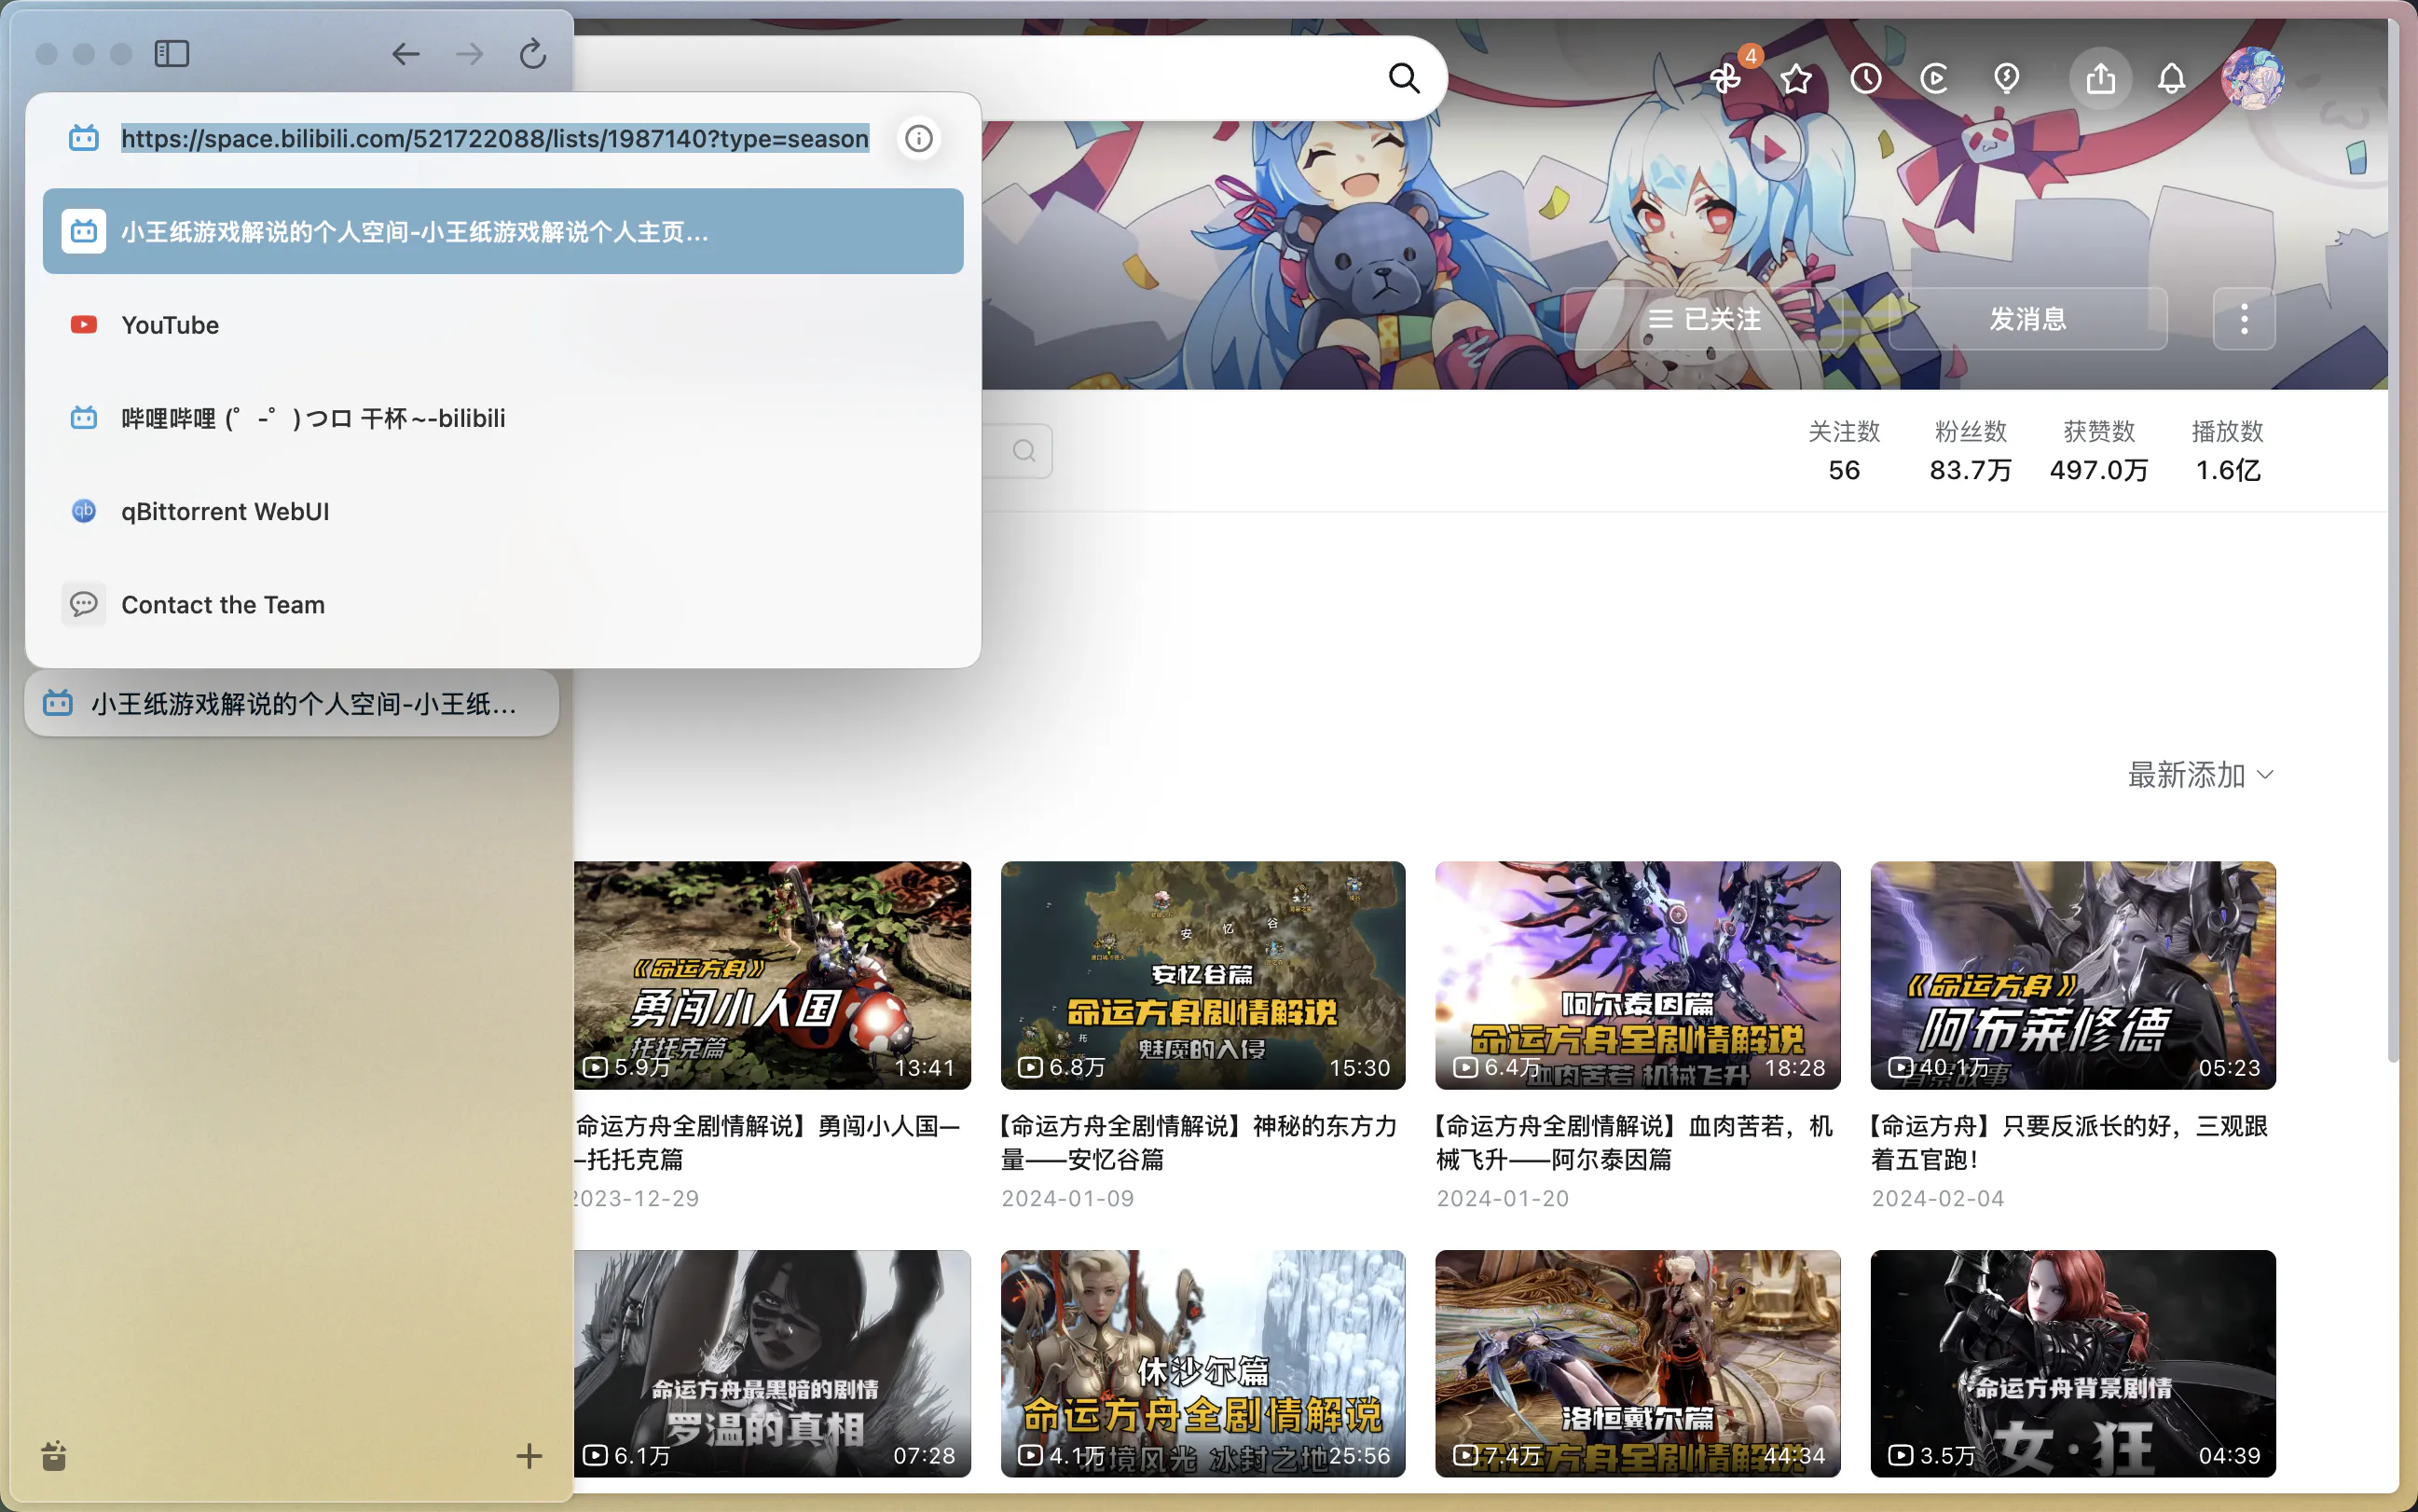 https://space.bilibili.com/521722088/lists/1987140?type=season
小王纸游戏解说的个人空间-小王纸游戏解说个人主页...
YouTube
哔哩哔哩 (゜-゜)つロ 干杯~-bilibili
qb
qBittorrent WebUI
Contact the Team
小王纸游戏解说的个人空间-小王纸...
4
已关注
发消息
关注数
粉丝数
获赞数
播放数
56
83.7万
497.0万
1.6亿
最新添加
《命运方舟》
勇闯小人国
托托克篇
5.9万
13:41
安 忆 谷
托
安忆谷篇
命运方舟剧情解说
魅魔的入侵
6.8万
15:30
阿尔泰因篇
命运方舟全剧情解说
血肉苦若 机械飞升
6.4万
18:28
《命运方舟》
阿布莱修德
背景故事
40.1万
05:23
命运方舟全剧情解说】勇闯小人国—
—托托克篇
2023-12-29
【命运方舟全剧情解说】神秘的东方力
量——安忆谷篇
2024-01-09
【命运方舟全剧情解说】血肉苦若，机
械飞升——阿尔泰因篇
2024-01-20
【命运方舟】只要反派长的好，三观跟
着五官跑！
2024-02-04
命运方舟最黑暗的剧情
罗温的真相
6.1万
07:28
休沙尔篇
命运方舟全剧情解说
北境风光 冰封之地
4.1万
25:56
洛恒戴尔篇
命运方舟全剧情解说
7.4万
44:34
命运方舟背景剧情
女·狂
3.5万
04:39